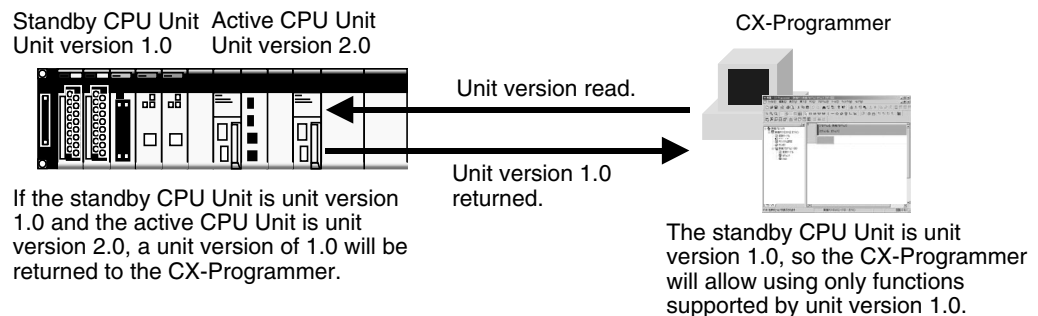 Standby CPU Unit
Unit version 1.0
Active CPU Unit
Unit version 2.0
CX-Programmer
Unit version read.
Unit version 1.0
returned.
If the standby CPU Unit is unit version
1.0 and the active CPU Unit is unit
version 2.0, a unit version of 1.0 will be
returned to the CX-Programmer.
The standby CPU Unit is unit
version 1.0, so the CX-Programmer
will allow using only functions
supported by unit version 1.0.